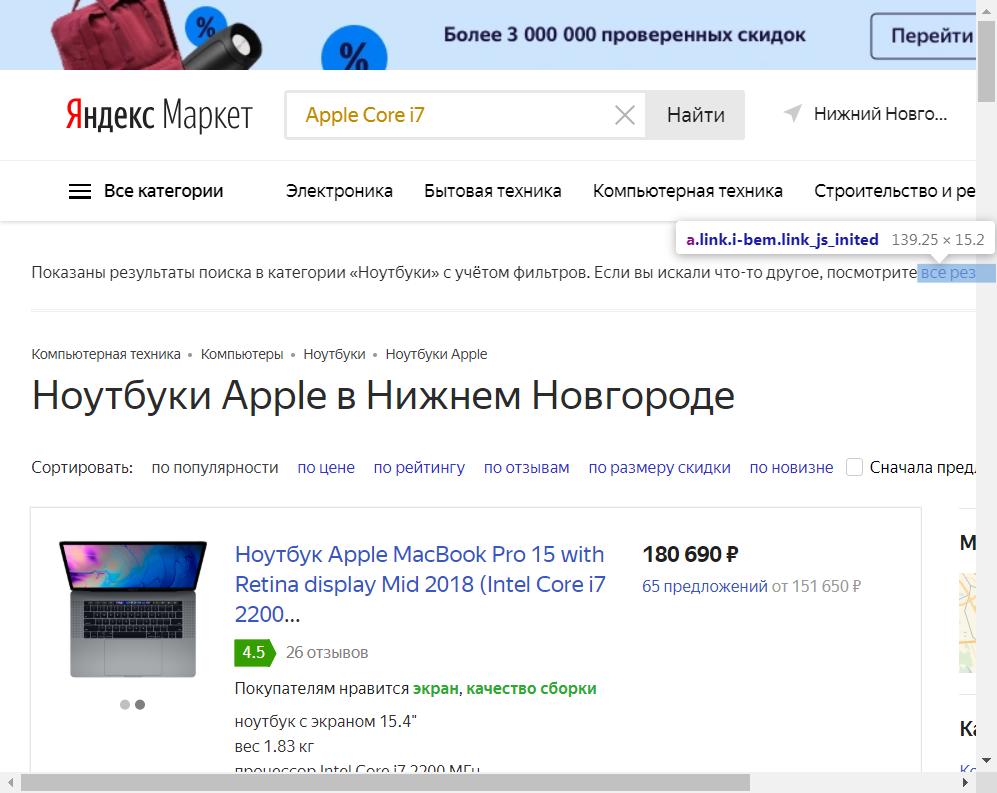 %
%
Более 3 000 000 проверенных скидок
Перейти
Яндекс Маркет
Apple Core i7
Найти
Нижний Новго...
Все категории
Электроника
Бытовая техника
Компьютерная техника
Строительство и ре
a.link.i-bem.link_js_inited 139.25 × 15.2
Показаны результаты поиска в категории «Ноутбуки» с учётом фильтров. Если вы искали что-то другое, посмотрите все рез
Компьютерная техника • Компьютеры • Ноутбуки • Ноутбуки Apple
Ноутбуки Apple в Нижнем Новгороде
Сортировать: по популярности по цене по рейтингу по отзывам по размеру скидки по новизне Сначала пред
Ноутбук Apple MacBook Pro 15 with
Retina display Mid 2018 (Intel Core i7
2200...
180 690 ₽
65 предложений от 151 650 ₽
4.5 26 отзывов
Покупателям нравится экран, качество сборки
ноутбук с экраном 15.4"
вес 1.83 кг
процессор Intel Core i7 2200 МГц
М
Ка
Ко